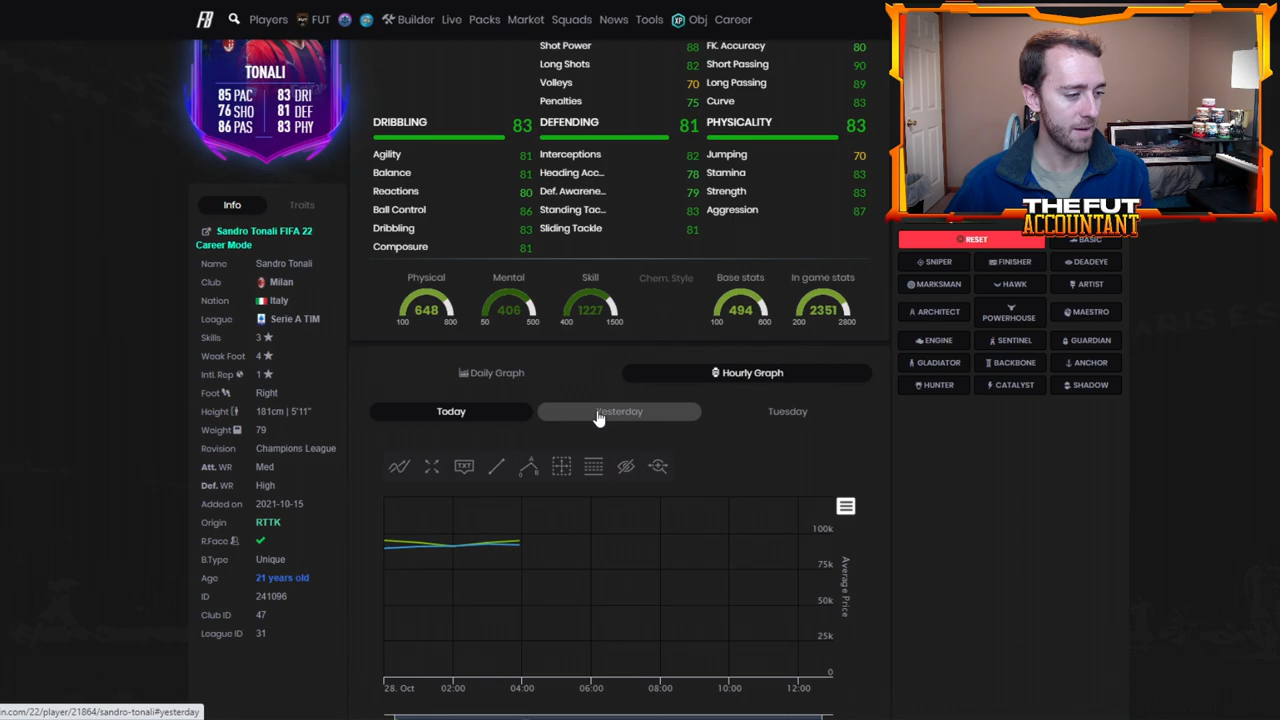 FB Players FUT Builder Live Packs Market Squads News Tools XP Obj Career
TONALI
85 PAC 83 DRI
76 SHO 81 DEF
86 PAS 83 PHY
Info Traits
Sandro Tonali FIFA 22
Career Mode
Name Sandro Tonali
Club Milan
Nation Italy
League Serie A TIM
Skills 3
Weak Foot 4
Intl. Rep 1
Foot Right
Height 181cm | 5'11"
Weight 79
Revision Champions League
Att. WR Med
Def. WR High
Added on 2021-10-15
Origin RTTK
R.Face
B.Type Unique
Age 21 years old
ID 241096
Club ID 47
League ID 31
Shot Power 88
Long Shots 82
Volleys 70
Penalties 75
FK. Accuracy 80
Short Passing 90
Long Passing 89
Curve 83
DRIBBLING 83
Agility 81
Balance 81
Reactions 80
Ball Control 86
Dribbling 83
Composure 81
DEFENDING 81
Interceptions 82
Heading Acc... 78
Def. Awarene... 79
Standing Tac... 83
Sliding Tackle 81
PHYSICALITY 83
Jumping 70
Stamina 83
Strength 83
Aggression 87
Physical Mental Skill Chem. Style Base stats In game stats
648 406 1227 494 2351
100 800 50 500 400 1500 100 600 200 2800
Daily Graph Hourly Graph
Today Yesterday Tuesday
TXT
A
B
100k
75k
50k
25k
0
Average Price
28. Oct 02:00 04:00 06:00 08:00 10:00 12:00
THE FUT
ACCOUNTANT
RESET BASIC
SNIPER FINISHER DEADEYE
MARKSMAN HAWK ARTIST
ARCHITECT POWERHOUSE MAESTRO
ENGINE SENTINEL GUARDIAN
GLADIATOR BACKBONE ANCHOR
HUNTER CATALYST SHADOW
in.com/22/player/21864/sandro-tonali#yesterday